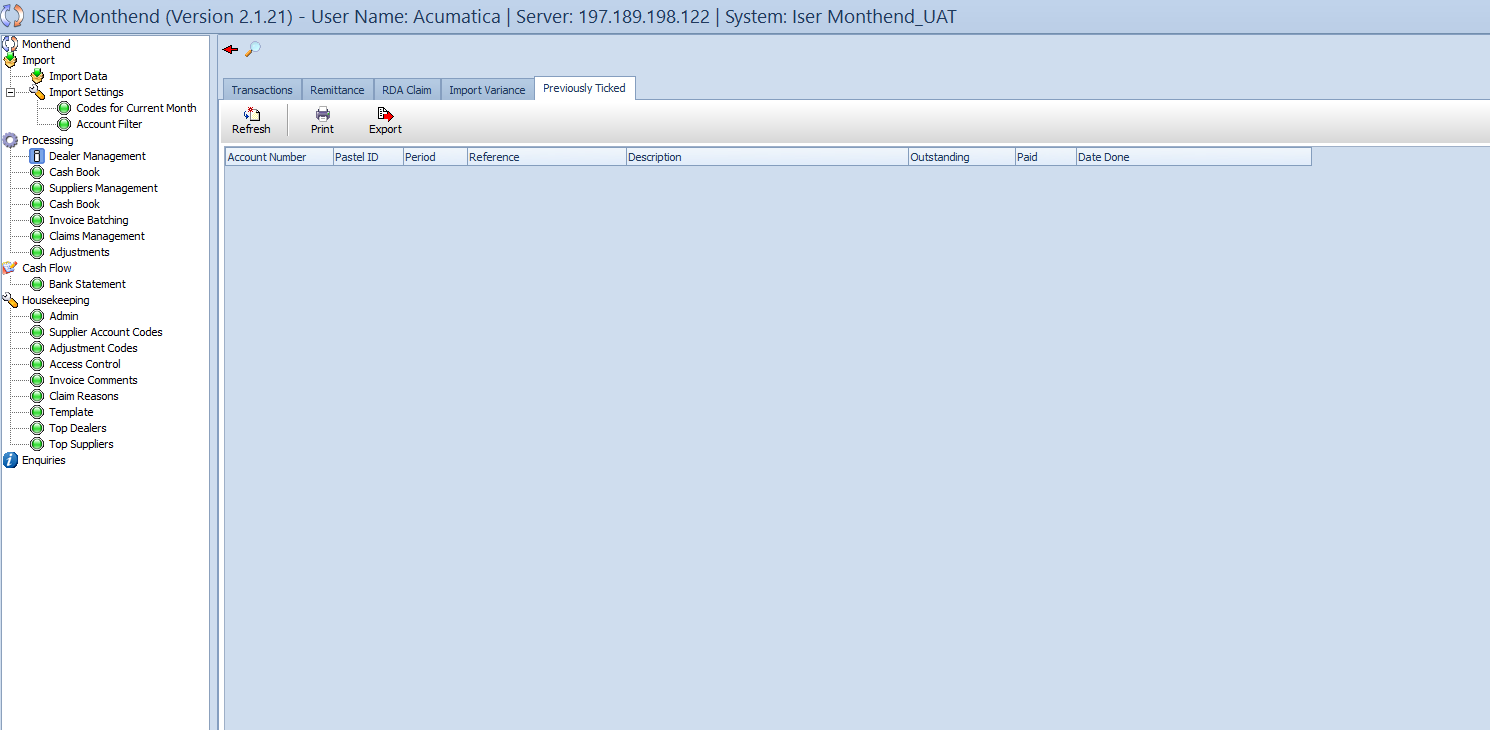 ISER Monthend (Version 2.1.21) - User Name: Acumatica | Server: 197.189.198.122 | System: Iser Monthend_UAT
Monthend
Import
Import Data
Import Settings
Codes for Current Month
Account Filter
Processing
Dealer Management
Cash Book
Suppliers Management
Cash Book
Invoice Batching
Claims Management
Adjustments
Cash Flow
Bank Statement
Housekeeping
Admin
Supplier Account Codes
Adjustment Codes
Access Control
Invoice Comments
Claim Reasons
Template
Top Dealers
Top Suppliers
Enquiries
Transactions Remittance RDA Claim Import Variance Previously Ticked
Refresh Print Export
Account Number Pastel ID Period Reference Description Outstanding Paid Date Done